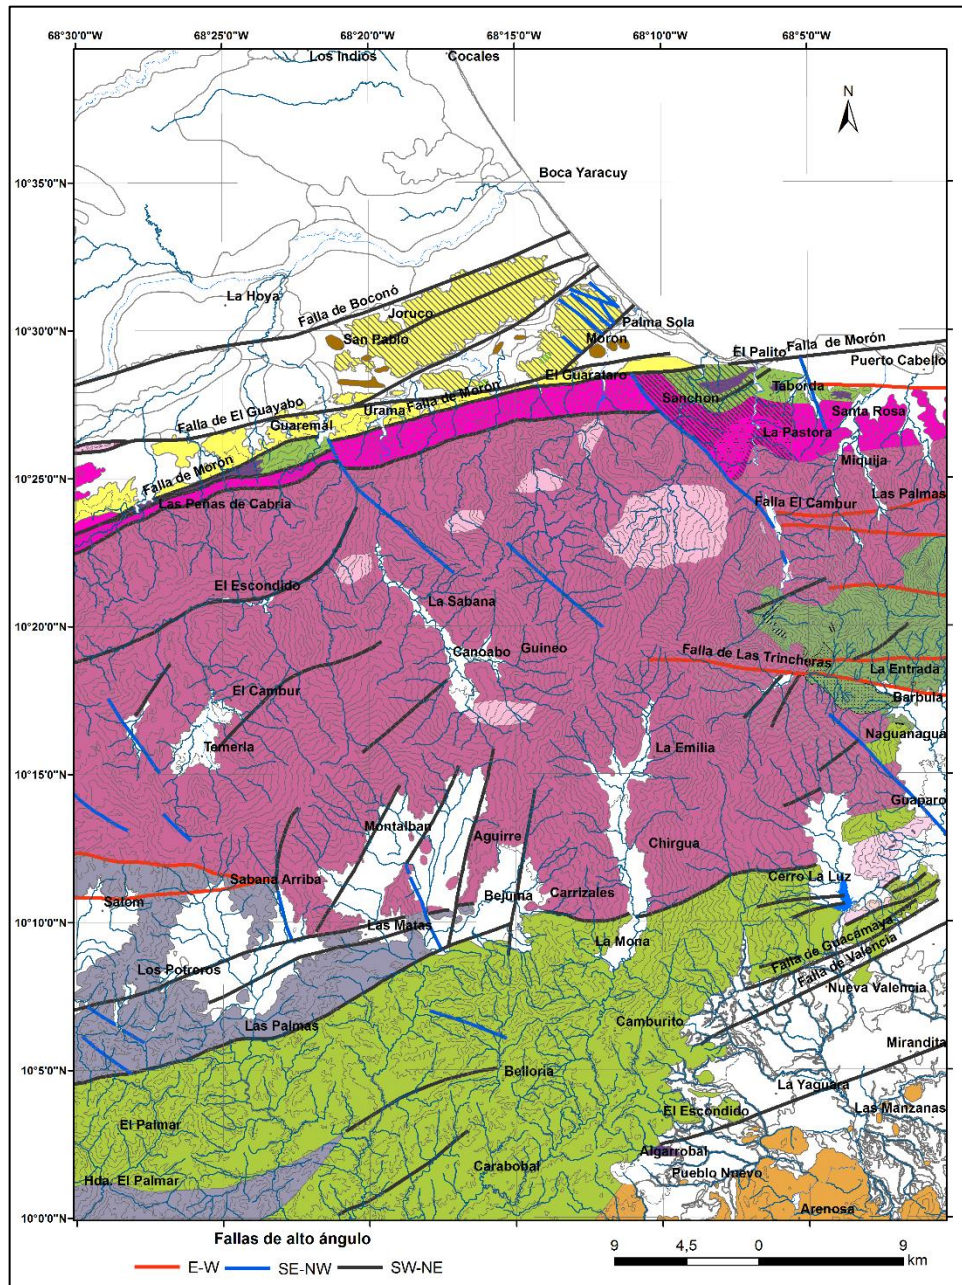 68°30'0"W 68°25'0"W 68°20'0"W 68°15'0"W 68°10'0"W 68°5'0"W
Los Indios
Cocales
N
10°35'0"N
Boca Yaracuy
La Hoya
Falla de Boconó
Joruco
10°30'0"N
San Pablo
Palma Sola
Morón
El Palito
Falla de Morón
Puerto Cabello
El Guarataro
Falla de El Guayabo
Urama
Falla de Morón
Guaremal
Sanchon
Taborda
Santa Rosa
La Pastora
Falla de Morón
10°25'0"N
Miquija
Las Peñas de Cabria
Falla El Cambur
Las Palmas
El Escondido
La Sabana
10°20'0"N
Canoabo
Guineo
Falla de Las Trincheras
La Entrada
El Cambur
Barbula
Temerla
Naguanagua
La Emilia
10°15'0"N
Guaparo
Montalban
Aguirre
Chirgua
Sabana Arriba
Cerro La Luz
Satom
Bejuma
Carrizales
10°10'0"N
Las Matas
La Mona
Los Potreros
Falla de Guacamaya
Falla de Valencia
Nueva Valencia
Las Palmas
Camburito
Mirandita
10°5'0"N
Belloria
La Yaguara
Las Manzanas
El Palmar
El Escondido
Algarrobal
Carabobal
Pueblo Nuevo
Hda. El Palmar
Arenosa
10°0'0"N
Fallas de alto ángulo
E-W SE-NW SW-NE
9 4,5 0 9
km